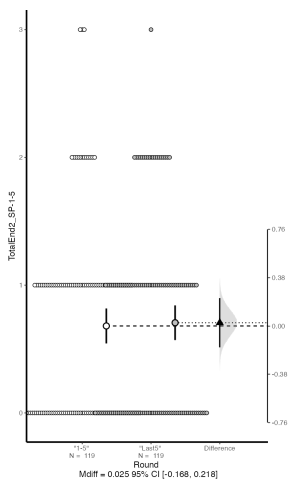 3
2
1
0
TotalEnd2_SP-1-5
0.76
0.38
0.00
-0.38
-0.76
"1-5" "Last5" Difference
N = 119 N = 119
Round
Mdiff = 0.025 95% CI [-0.168, 0.218]